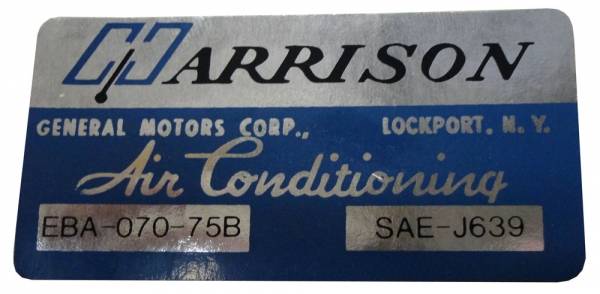 HARRISON
GENERAL MOTORS CORP., LOCKPORT, N. Y.
Air Conditioning
EBA-070-75B SAE-J639